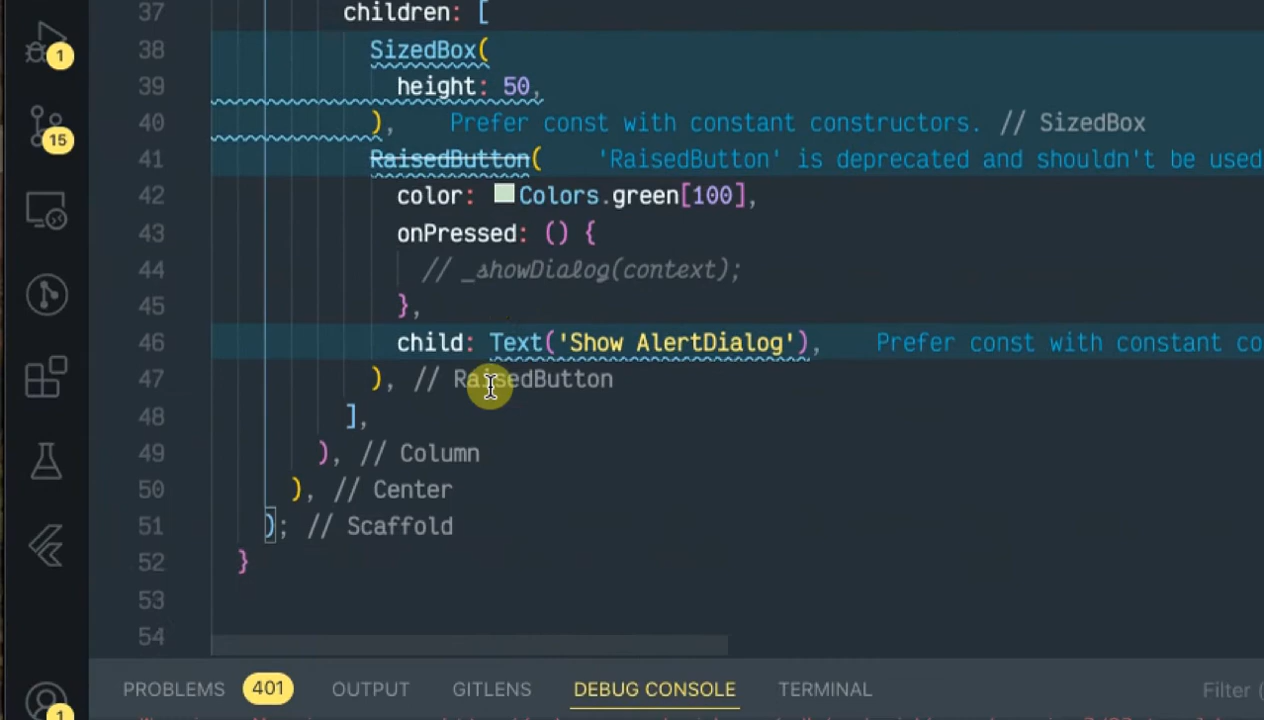 37 children: [
38 SizedBox(
39 height: 50,
40 ), Prefer const with constant constructors. // SizedBox
41 RaisedButton( 'RaisedButton' is deprecated and shouldn't be used
42 color: Colors.green[100],
43 onPressed: () {
44 // _showDialog(context);
45 },
46 child: Text('Show AlertDialog'), Prefer const with constant co
47 ), // RaisedButton
48 ],
49 ), // Column
50 ), // Center
51 ); // Scaffold
52 }
53
54
1
15
1
PROBLEMS 401 OUTPUT GITLENS DEBUG CONSOLE TERMINAL Filter (